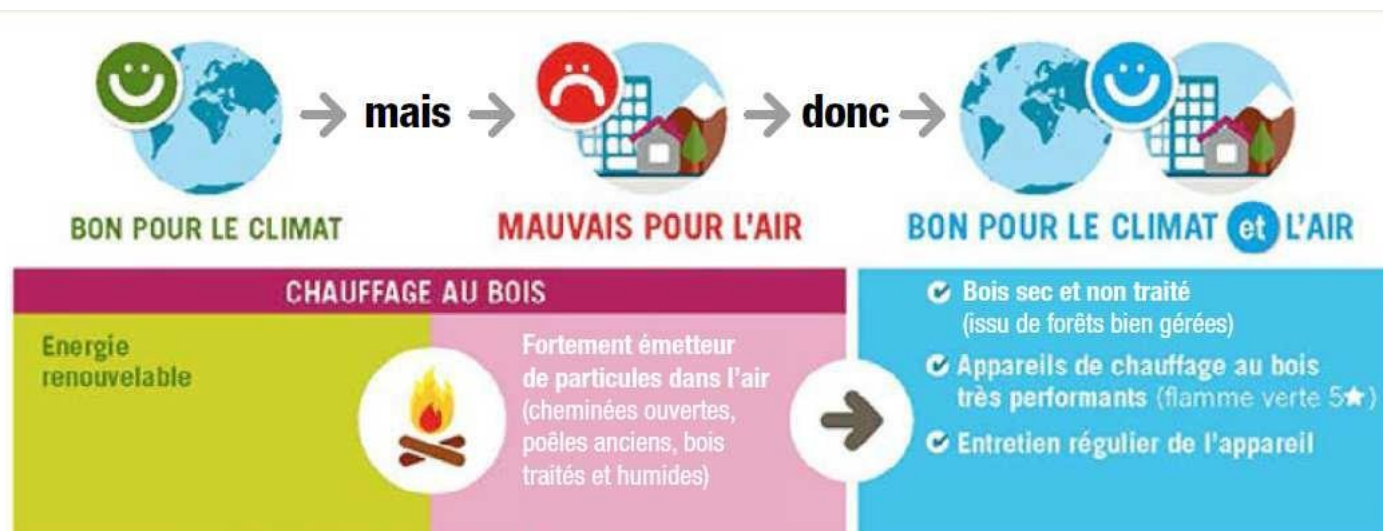 mais
donc
BON POUR LE CLIMAT
MAUVAIS POUR L'AIR
BON POUR LE CLIMAT et L'AIR
CHAUFFAGE AU BOIS
Energie
renouvelable
Fortement émetteur
de particules dans l'air
(cheminées ouvertes,
poêles anciens, bois
traités et humides)
Bois sec et non traité
(issu de forêts bien gérées)
Appareils de chauffage au bois
très performants (flamme verte 5★)
Entretien régulier de l'appareil